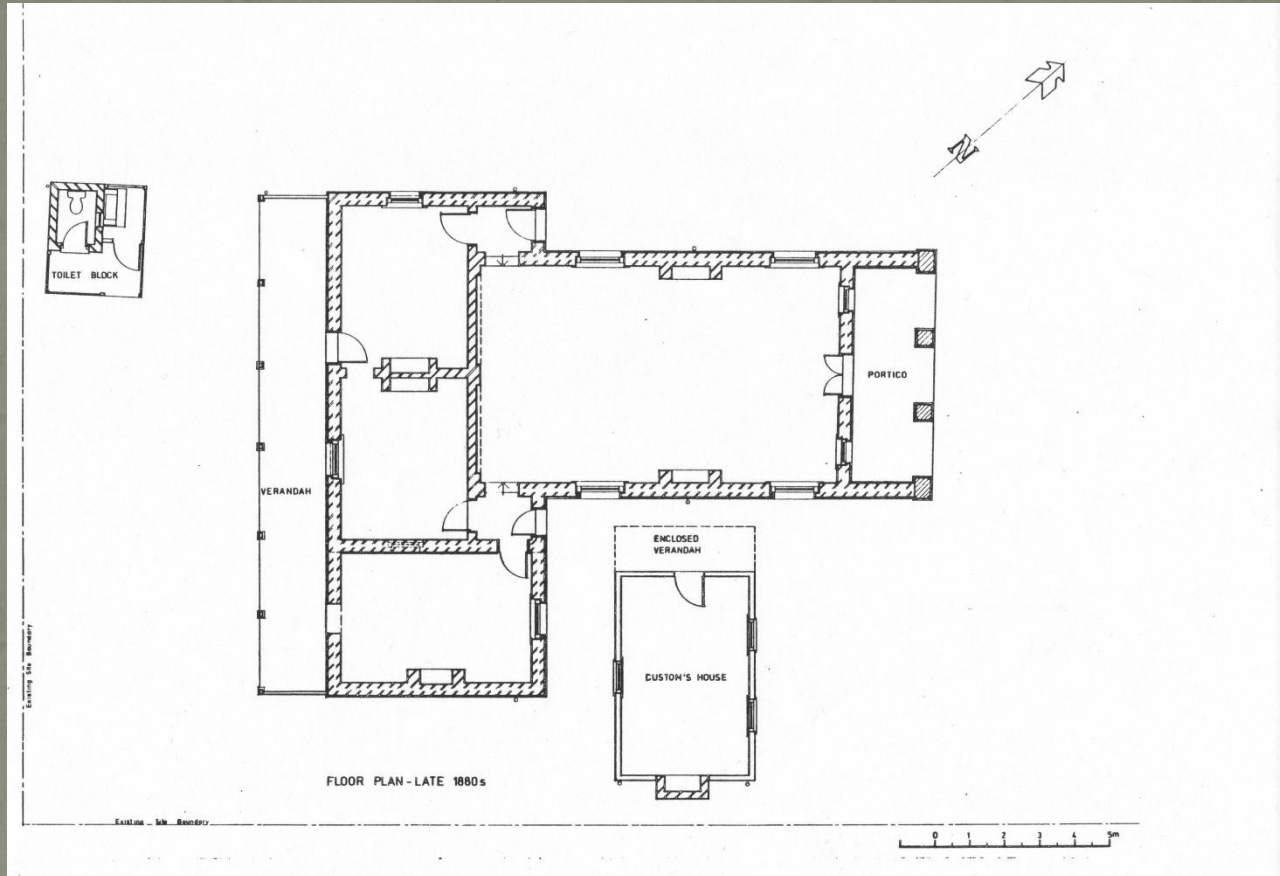 N
TOILET BLOCK
PORTICO
VERANDAH
ENCLOSED
VERANDAH
CUSTOM'S HOUSE
Existing Site Boundary
FLOOR PLAN - LATE 1880s
Existing Site Boundary
0 1 2 3 4 5m